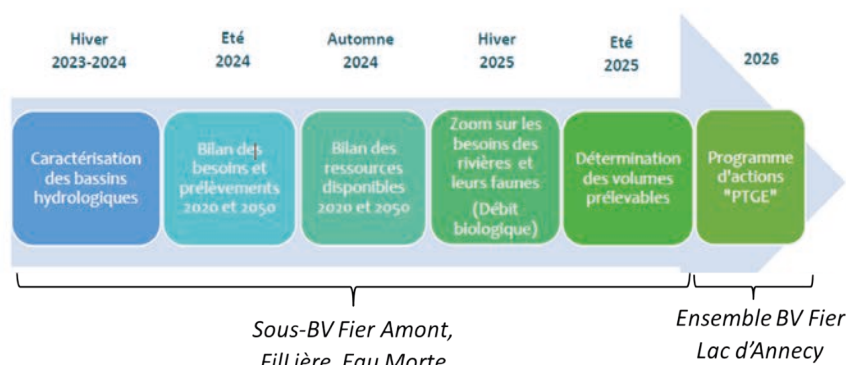 Hiver
2023-2024
Eté
2024
Automne
2024
Hiver
2025
Eté
2025
2026
Caractérisation
des bassins
hydrologiques
Bilan des
besoins et
prélèvements
2020 et 2050
Bilan des
ressources
disponibles
2020 et 2050
Zoom sur les
besoins des
rivières et
leurs faunes
(Débit
biologique)
Détermination
des volumes
prélevables
Programme
d'actions
"PTGE"
Sous-BV Fier Amont,
FilLière, Eau Morte
Ensemble BV Fier
Lac d'Annecy